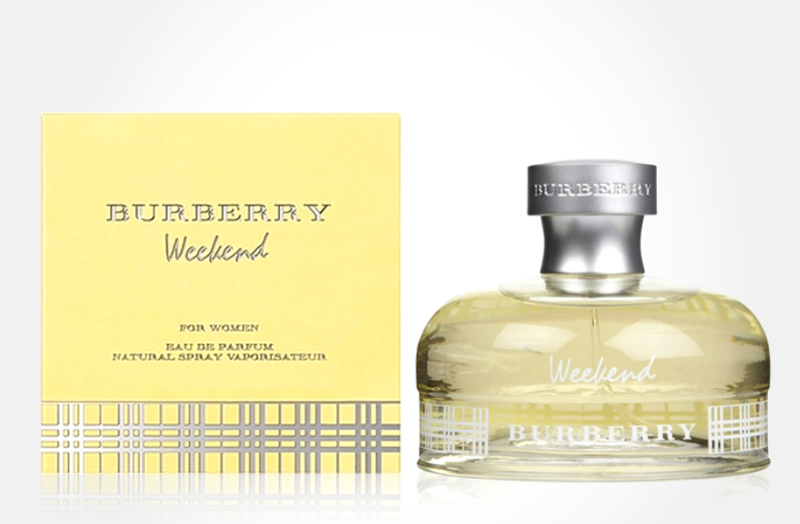 BURBERRY
Weekend
FOR WOMEN
EAU DE PARFUM
NATURAL SPRAY VAPORISATEUR
BURBERRY
Weekend
BURBERRY